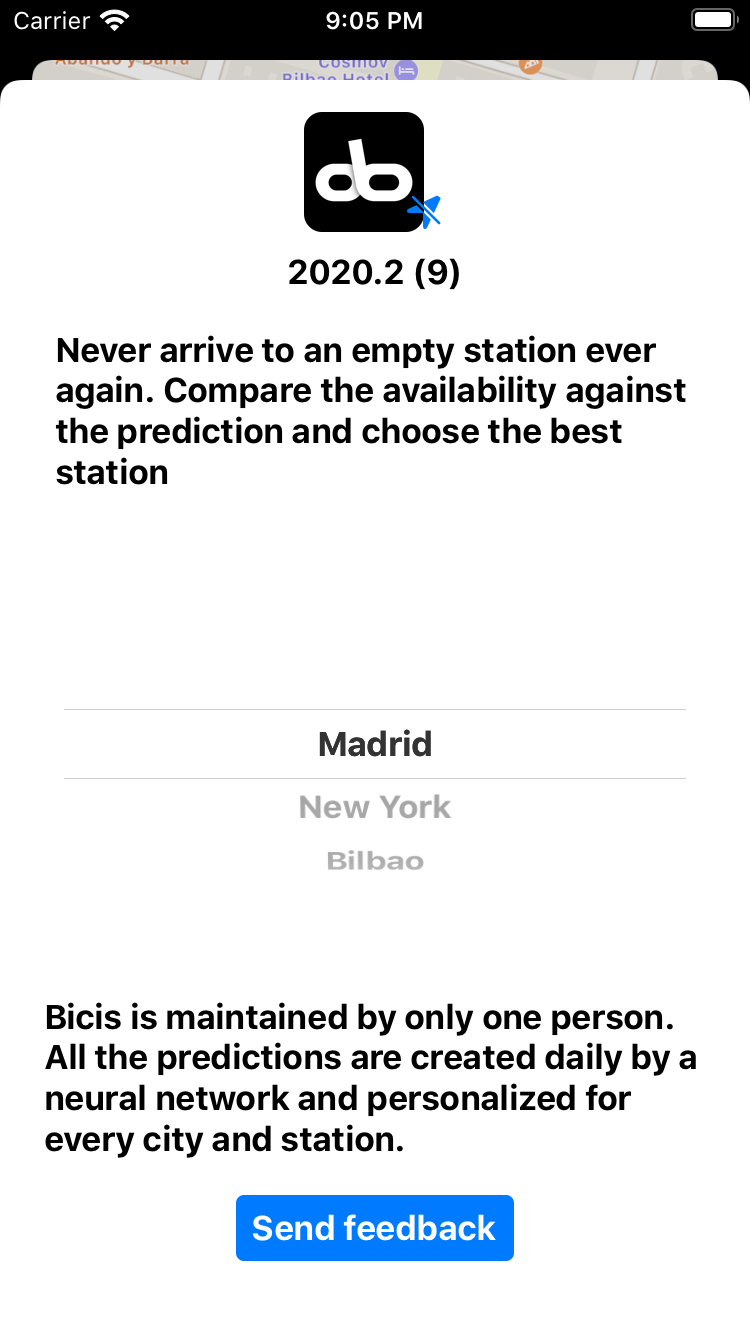 Carrier 9:05 PM
Abando y Barra
Cosmov
Bilbao Hotel
2020.2 (9)
Never arrive to an empty station ever
again. Compare the availability against
the prediction and choose the best
station
Madrid
New York
Bilbao
Bicis is maintained by only one person.
All the predictions are created daily by a
neural network and personalized for
every city and station.
Send feedback